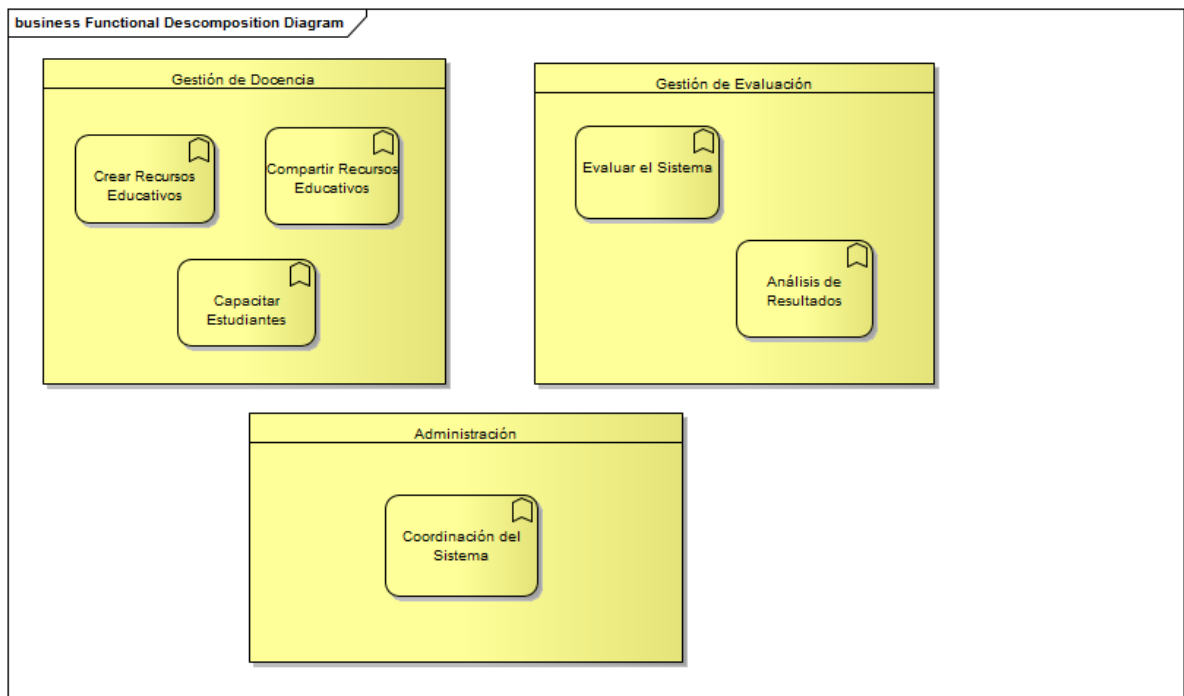 business Functional Descomposition Diagram
Gestión de Docencia
Crear Recursos
Educativos
Compartir Recursos
Educativos
Capacitar
Estudiantes
Gestión de Evaluación
Evaluar el Sistema
Análisis de
Resultados
Administración
Coordinación del
Sistema